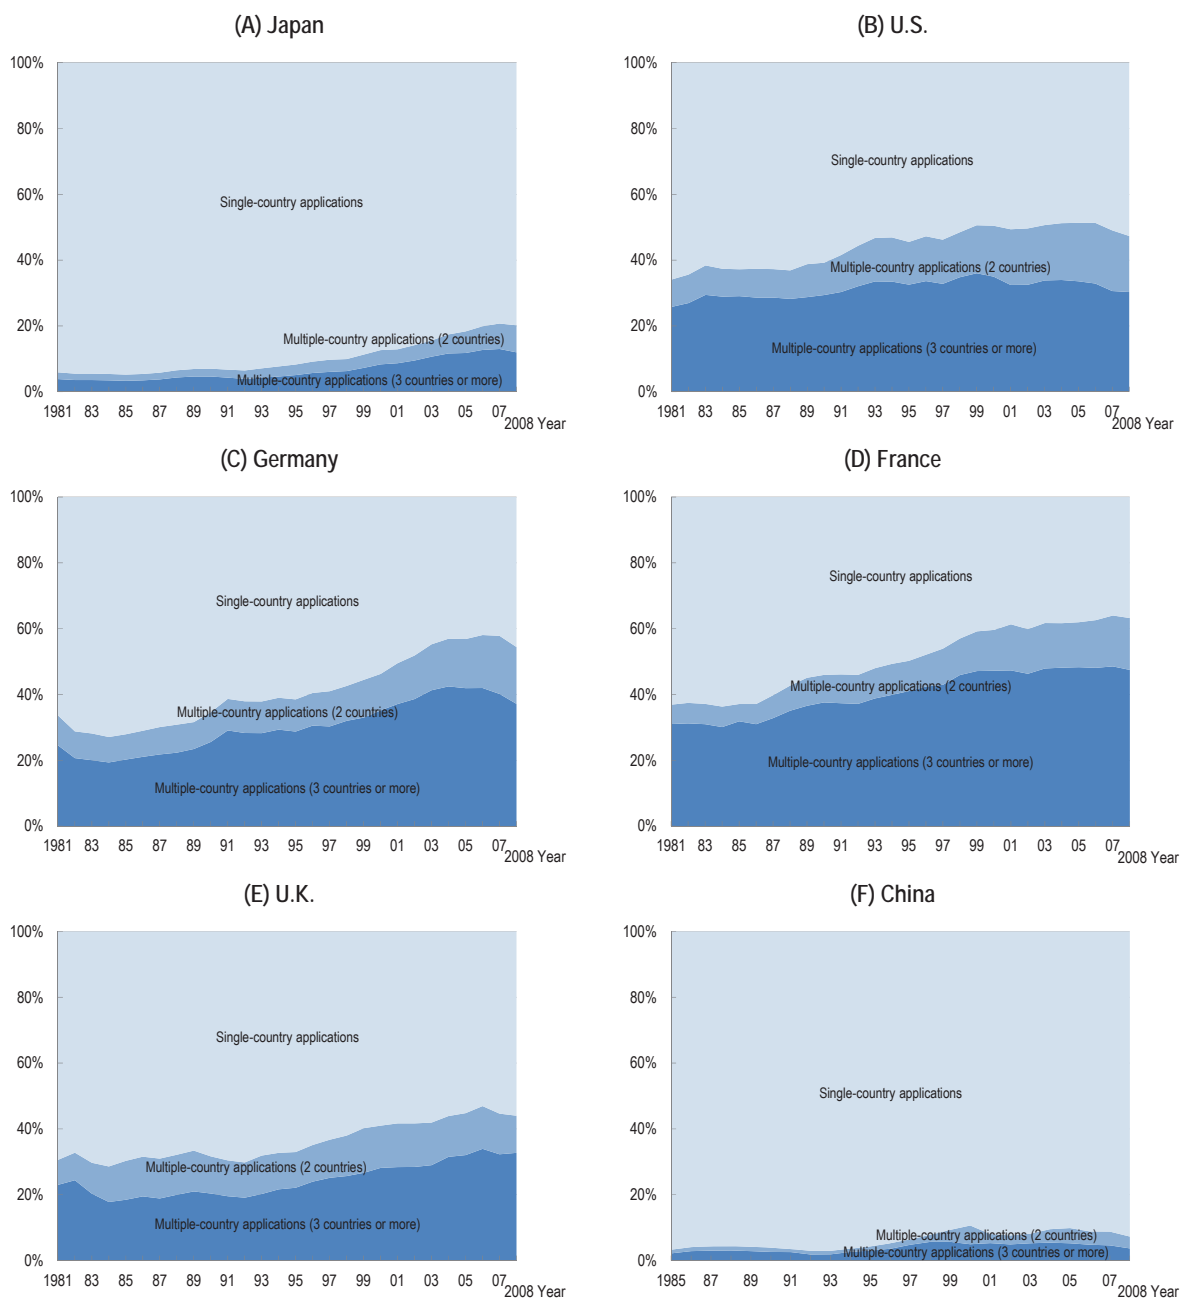 (A) Japan
100%
80%
60%
40%
20%
0%
Single-country applications
Multiple-country applications (2 countries)
Multiple-country applications (3 countries or more)
1981 83 85 87 89 91 93 95 97 99 01 03 05 07
2008 Year
(B) U.S.
100%
80%
60%
40%
20%
0%
Single-country applications
Multiple-country applications (2 countries)
Multiple-country applications (3 countries or more)
1981 83 85 87 89 91 93 95 97 99 01 03 05 07
2008 Year
(C) Germany
100%
80%
60%
40%
20%
0%
Single-country applications
Multiple-country applications (2 countries)
Multiple-country applications (3 countries or more)
1981 83 85 87 89 91 93 95 97 99 01 03 05 07
2008 Year
(D) France
100%
80%
60%
40%
20%
0%
Single-country applications
Multiple-country applications (2 countries)
Multiple-country applications (3 countries or more)
1981 83 85 87 89 91 93 95 97 99 01 03 05 07
2008 Year
(E) U.K.
100%
80%
60%
40%
20%
0%
Single-country applications
Multiple-country applications (2 countries)
Multiple-country applications (3 countries or more)
1981 83 85 87 89 91 93 95 97 99 01 03 05 07
2008 Year
(F) China
100%
80%
60%
40%
20%
0%
Single-country applications
Multiple-country applications (2 countries)
Multiple-country applications (3 countries or more)
1985 87 89 91 93 95 97 99 01 03 05 07
2008 Year